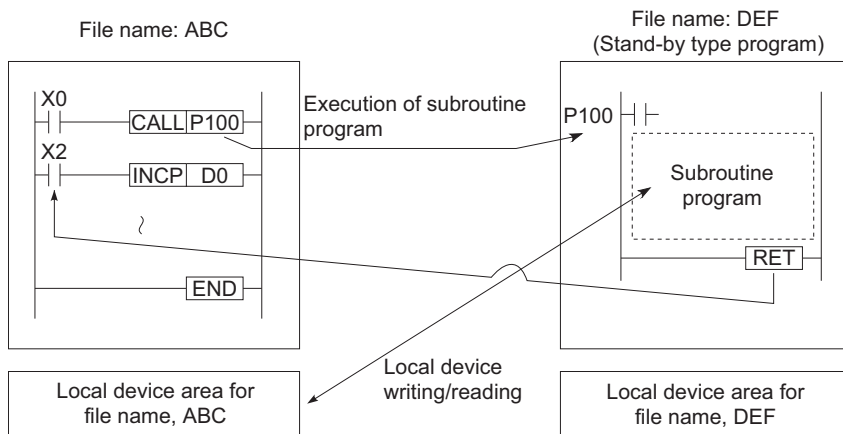 File name: ABC
File name: DEF
(Stand-by type program)
X0
CALL P100
X2
INCP D0
END
Execution of subroutine
program
P100
Subroutine
program
RET
Local device
writing/reading
Local device area for
file name, ABC
Local device area for
file name, DEF